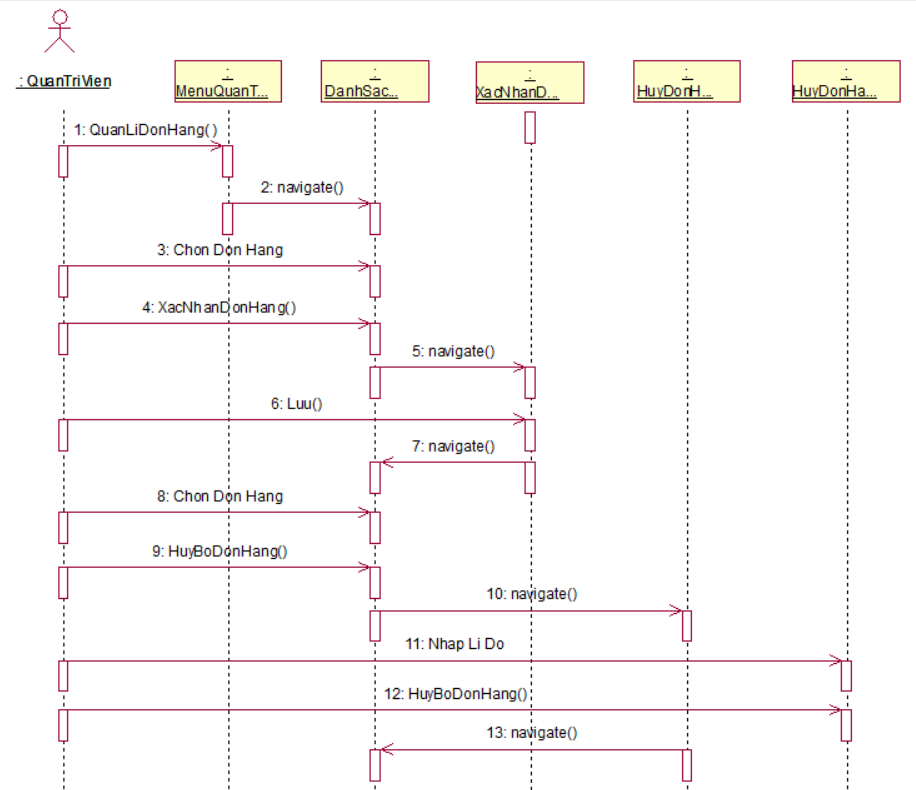 : QuanTriVien
:
MenuQuanT...
:
DanhSac...
:
XacNhanD...
:
HuyDonH...
:
HuyDonHa...
1: QuanLiDonHang()
2: navigate()
3: Chon Don Hang
4: XacNhanDonHang()
5: navigate()
6: Luu()
7: navigate()
8: Chon Don Hang
9: HuyBoDonHang()
10: navigate()
11: Nhap Li Do
12: HuyBoDonHang()
13: navigate()